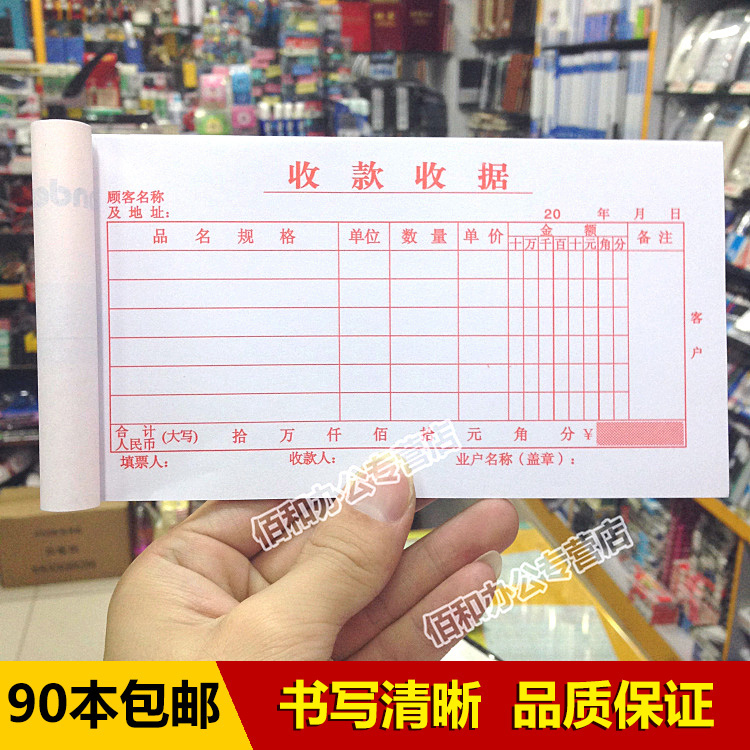 收款收据
顾客名称
及地址：
20 年 月 日
品名规格 单位 数量 单价 金额 备注
十万千百十元角分
客户
合计
人民币 (大写) 拾 万 仟 佰 拾 元 角 分 ¥
填票人： 收款人： 业户名称（盖章）：
佰和办公专营店
佰和办公专营店
90本包邮 书写清晰 品质保证